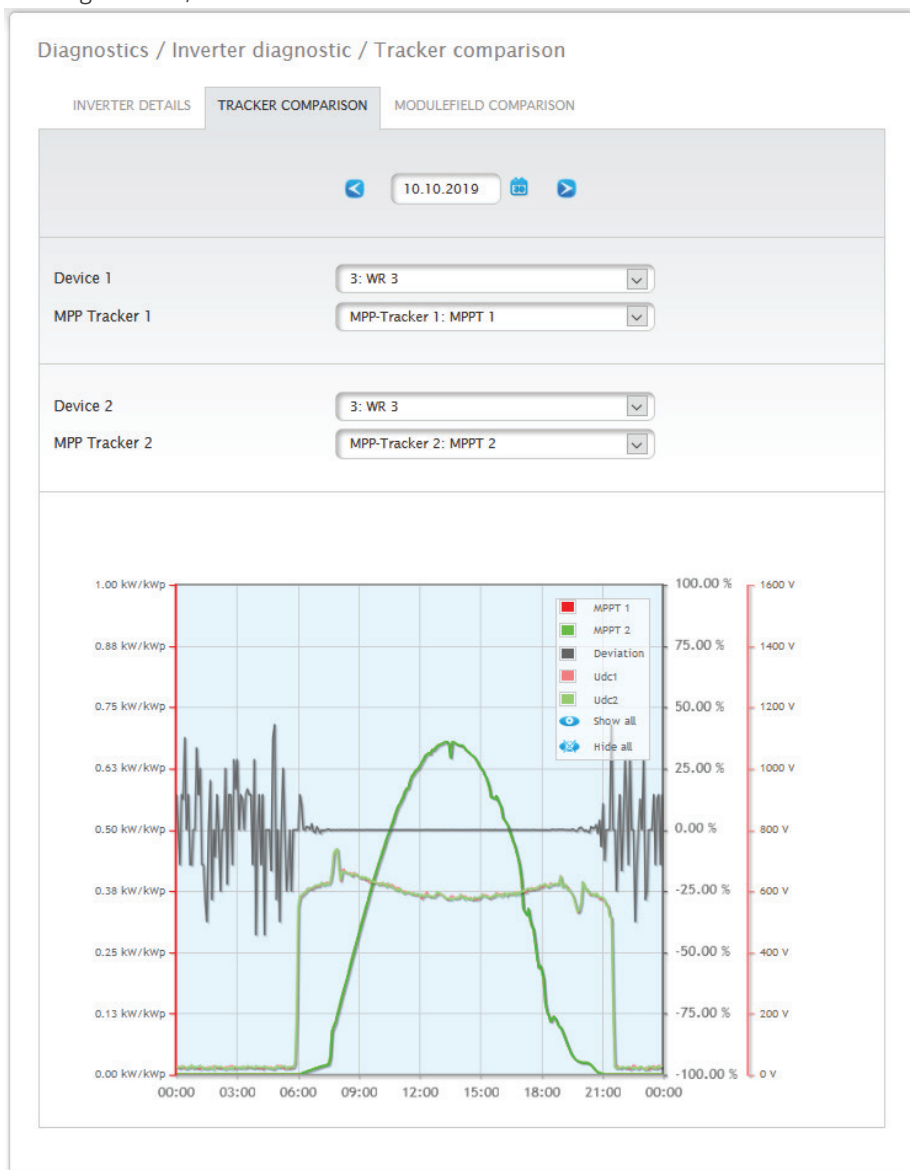 Diagnostics / Inverter diagnostic / Tracker comparison
INVERTER DETAILS TRACKER COMPARISON MODULEFIELD COMPARISON
10.10.2019
Device 1 3: WR 3
MPP Tracker 1 MPP-Tracker 1: MPPT 1
Device 2 3: WR 3
MPP Tracker 2 MPP-Tracker 2: MPPT 2
1.00 kW/kWp 100.00 % 1600 V
MPPT 1
MPPT 2
0.88 kW/kWp 75.00 % 1400 V
Deviation
Udc1
Udc2
0.75 kW/kWp 50.00 % 1200 V
Show all
Hide all
0.63 kW/kWp 25.00 % 1000 V
0.50 kW/kWp 0.00 % 800 V
0.38 kW/kWp -25.00 % 600 V
0.25 kW/kWp -50.00 % 400 V
0.13 kW/kWp -75.00 % 200 V
0.00 kW/kWp -100.00 % 0 V
00:00 03:00 06:00 09:00 12:00 15:00 18:00 21:00 00:00